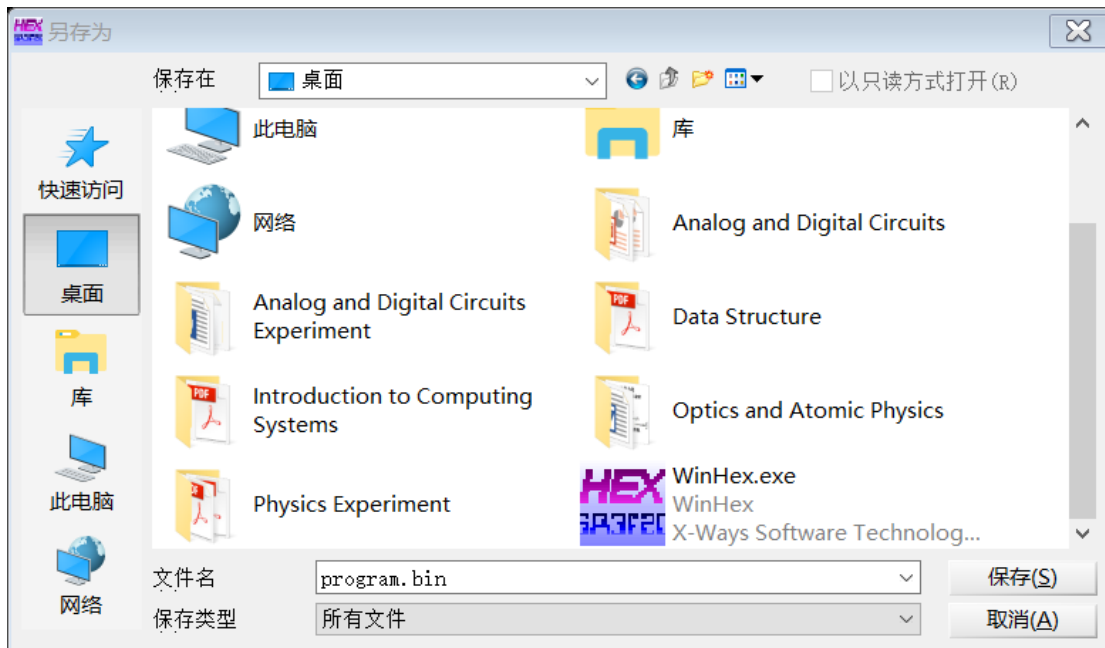 HEX
另存为
保存在 桌面 以只读方式打开(R)
快速访问
桌面
库
此电脑
网络
此电脑
库
网络
Analog and Digital Circuits
Analog and Digital Circuits
Experiment
Data Structure
Introduction to Computing
Systems
Optics and Atomic Physics
Physics Experiment
HEX
WinHex.exe
WinHex
X-Ways Software Technolog...
文件名 program.bin 保存(S)
保存类型 所有文件 取消(A)